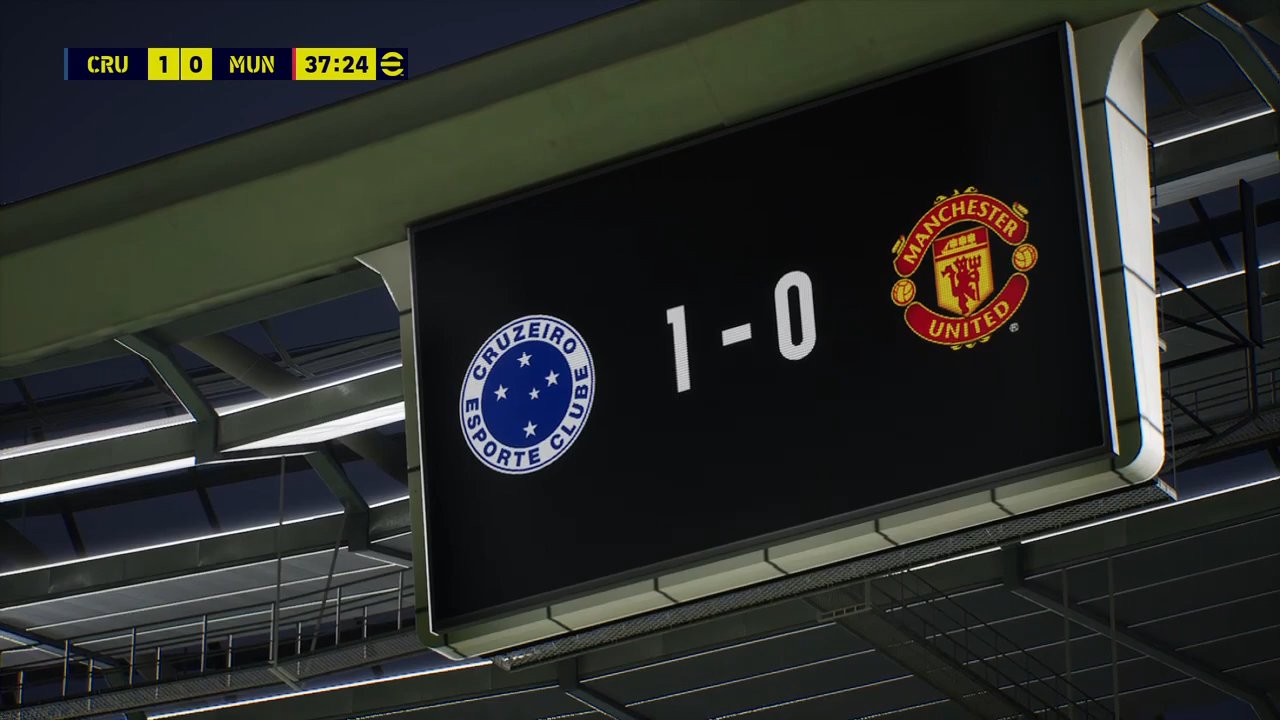 CRU 1 0 MUN 37:24
MANCHESTER
UNITED
®
1 - 0
CRUZEIRO
ESPORTE CLUBE